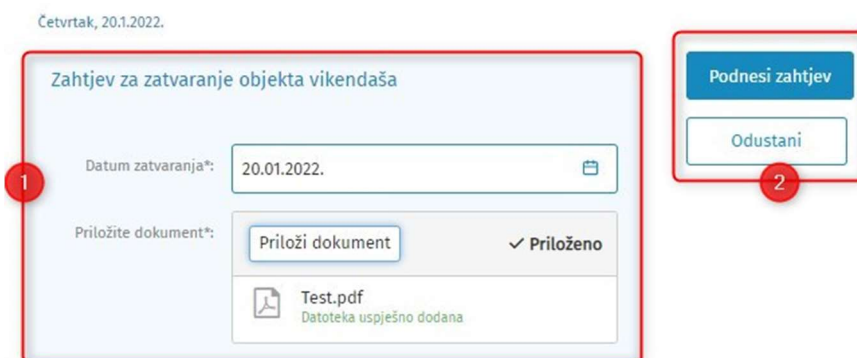 Četvrtak, 20.1.2022.
Zahtjev za zatvaranje objekta vikendaša
Podnesi zahtjev
Odustani
Datum zatvaranja*:
20.01.2022.
1
2
Priložite dokument*:
Priloži dokument
Priloženo
Test.pdf
Datoteka uspješno dodana